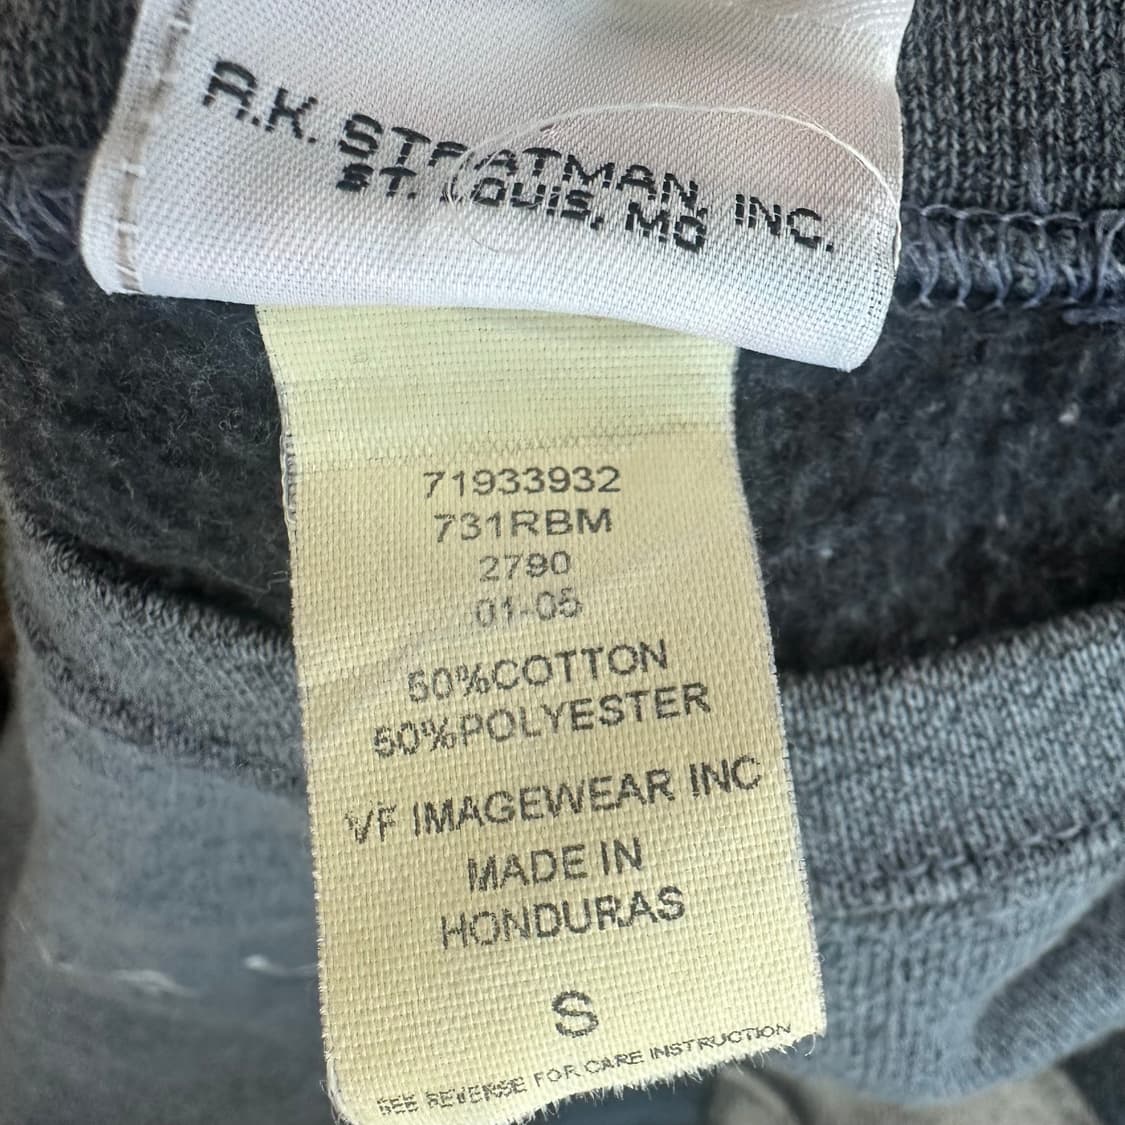 R.K. STRATMAN, INC.
ST. LOUIS, MO
71933932
731RBM
2790
01-05
50%COTTON
50%POLYESTER
VF IMAGEWEAR INC
MADE IN
HONDURAS
S
SEE REVERSE FOR CARE INSTRUCTION